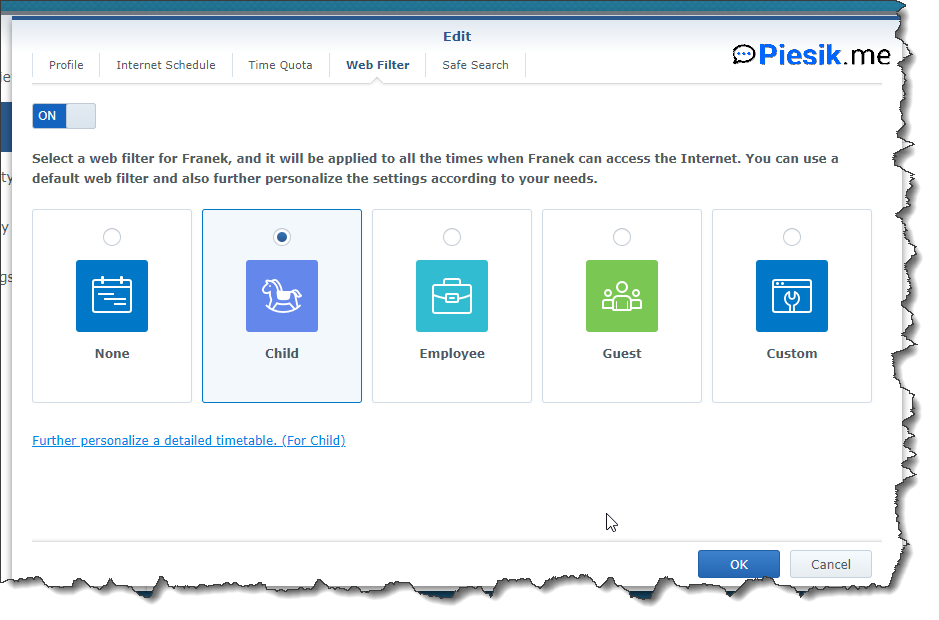 Edit
Piesik.me
Profile
Internet Schedule
Time Quota
Web Filter
Safe Search
ON
Select a web filter for Franek, and it will be applied to all the times when Franek can access the Internet. You can use a
default web filter and also further personalize the settings according to your needs.
None
Child
Employee
Guest
Custom
Further personalize a detailed timetable. (For Child)
OK
Cancel